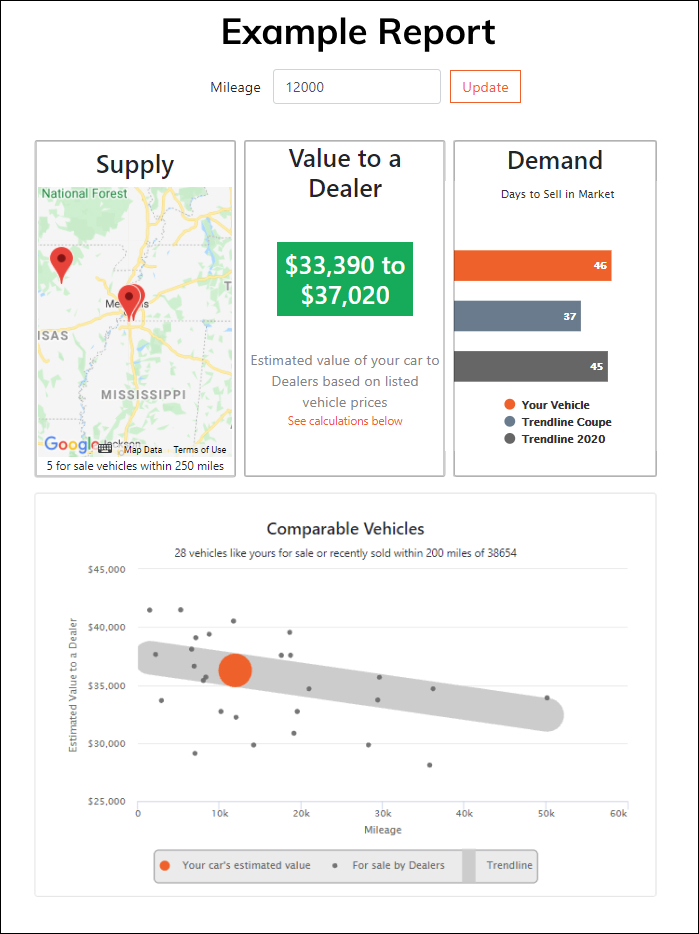 Example Report
Mileage
12000
Update
Supply
National Forest
SAS
MISSISSIPPI
Google
Map Data
Terms of Use
5 for sale vehicles within 250 miles
Value to a
Dealer
$33,390 to
$37,020
Estimated value of your car to
Dealers based on listed
vehicle prices
See calculations below
Demand
Days to Sell in Market
46
37
45
Your Vehicle
Trendline Coupe
Trendline 2020
Comparable Vehicles
28 vehicles like yours for sale or recently sold within 200 miles of 38654
Estimated Value to a Dealer
$45,000
$40,000
$35,000
$30,000
$25,000
0 10k 20k 30k 40k 50k 60k
Mileage
Your car's estimated value
For sale by Dealers
Trendline